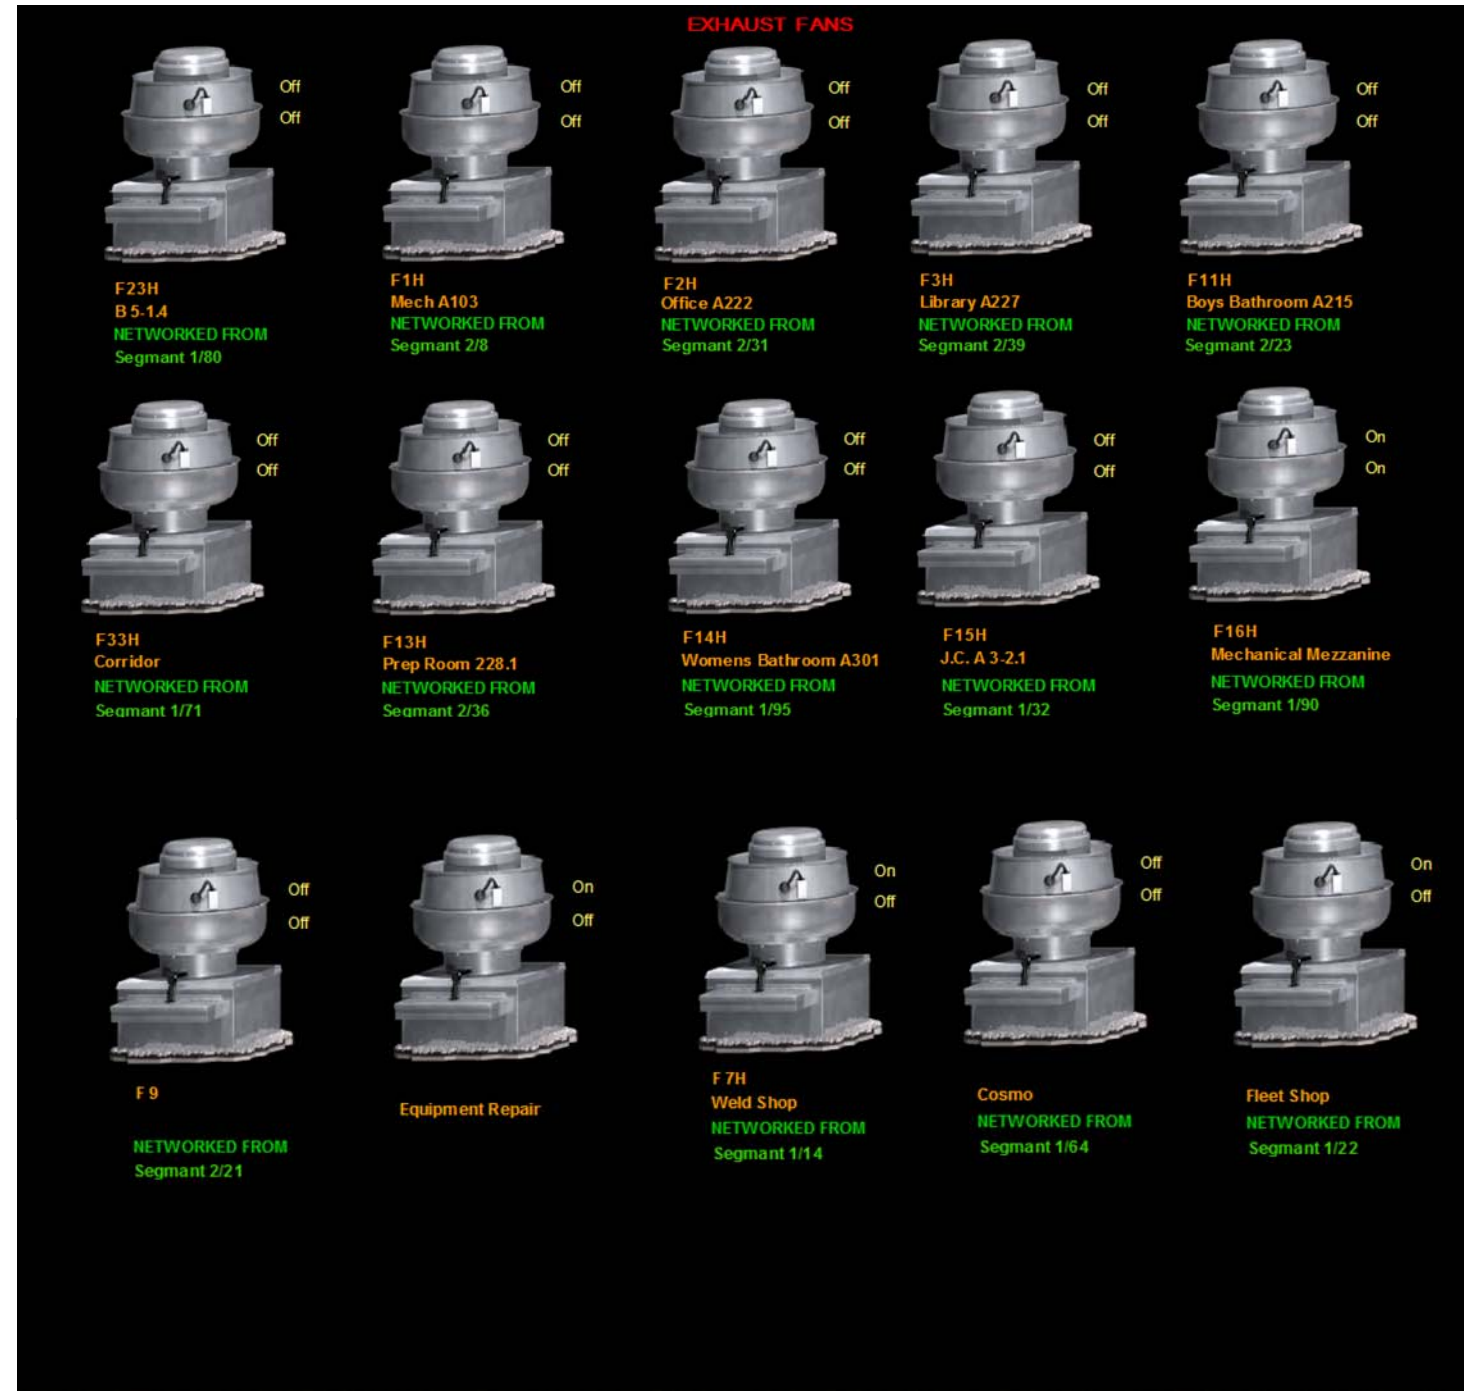 EXHAUST FANS
Off
Off
F23H
B 5-1.4
NETWORKED FROM
Segmant 1/80
Off
Off
F1H
Mech A103
NETWORKED FROM
Segmant 2/8
Off
Off
F2H
Office A222
NETWORKED FROM
Segmant 2/31
Off
Off
F3H
Library A227
NETWORKED FROM
Segmant 2/39
Off
Off
F11H
Boys Bathroom A215
NETWORKED FROM
Segmant 2/23
Off
Off
F33H
Corridor
NETWORKED FROM
Segmant 1/71
Off
Off
F13H
Prep Room 228.1
NETWORKED FROM
Segmant 2/36
Off
Off
F14H
Womens Bathroom A301
NETWORKED FROM
Segmant 1/95
Off
Off
F15H
J.C. A 3-2.1
NETWORKED FROM
Segmant 1/32
On
On
F16H
Mechanical Mezzanine
NETWORKED FROM
Segmant 1/90
Off
Off
F 9
NETWORKED FROM
Segmant 2/21
On
Off
Equipment Repair
On
Off
F 7H
Weld Shop
NETWORKED FROM
Segmant 1/14
Off
Off
Cosmo
NETWORKED FROM
Segmant 1/64
On
Off
Fleet Shop
NETWORKED FROM
Segmant 1/22